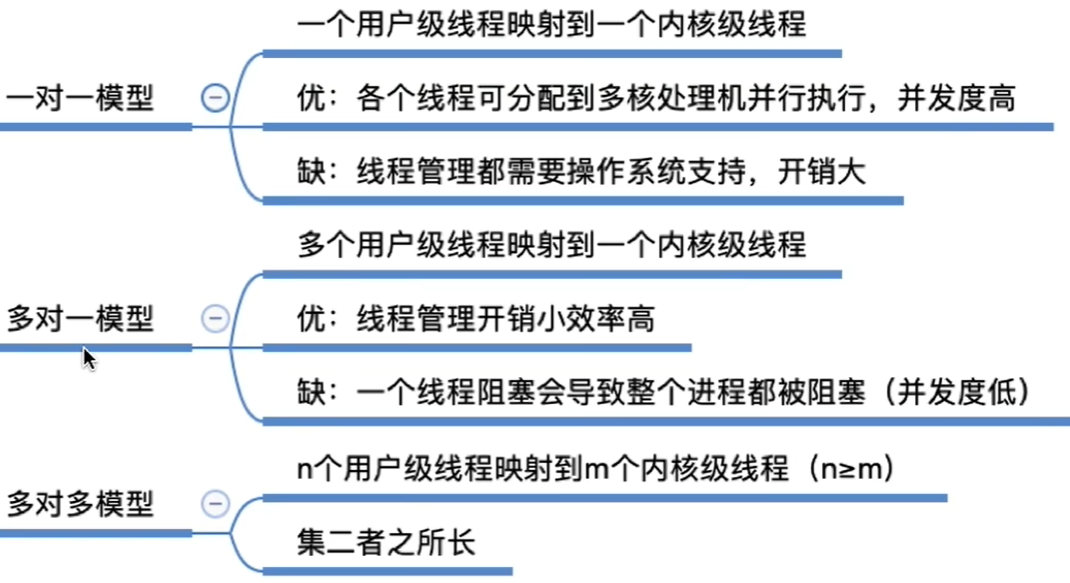 一对一模型
一个用户级线程映射到一个内核级线程
优：各个线程可分配到多核处理机并行执行，并发度高
缺：线程管理都需要操作系统支持，开销大
多对一模型
多个用户级线程映射到一个内核级线程
优：线程管理开销小效率高
缺：一个线程阻塞会导致整个进程都被阻塞（并发度低）
多对多模型
n个用户级线程映射到m个内核级线程（n≥m）
集二者之所长